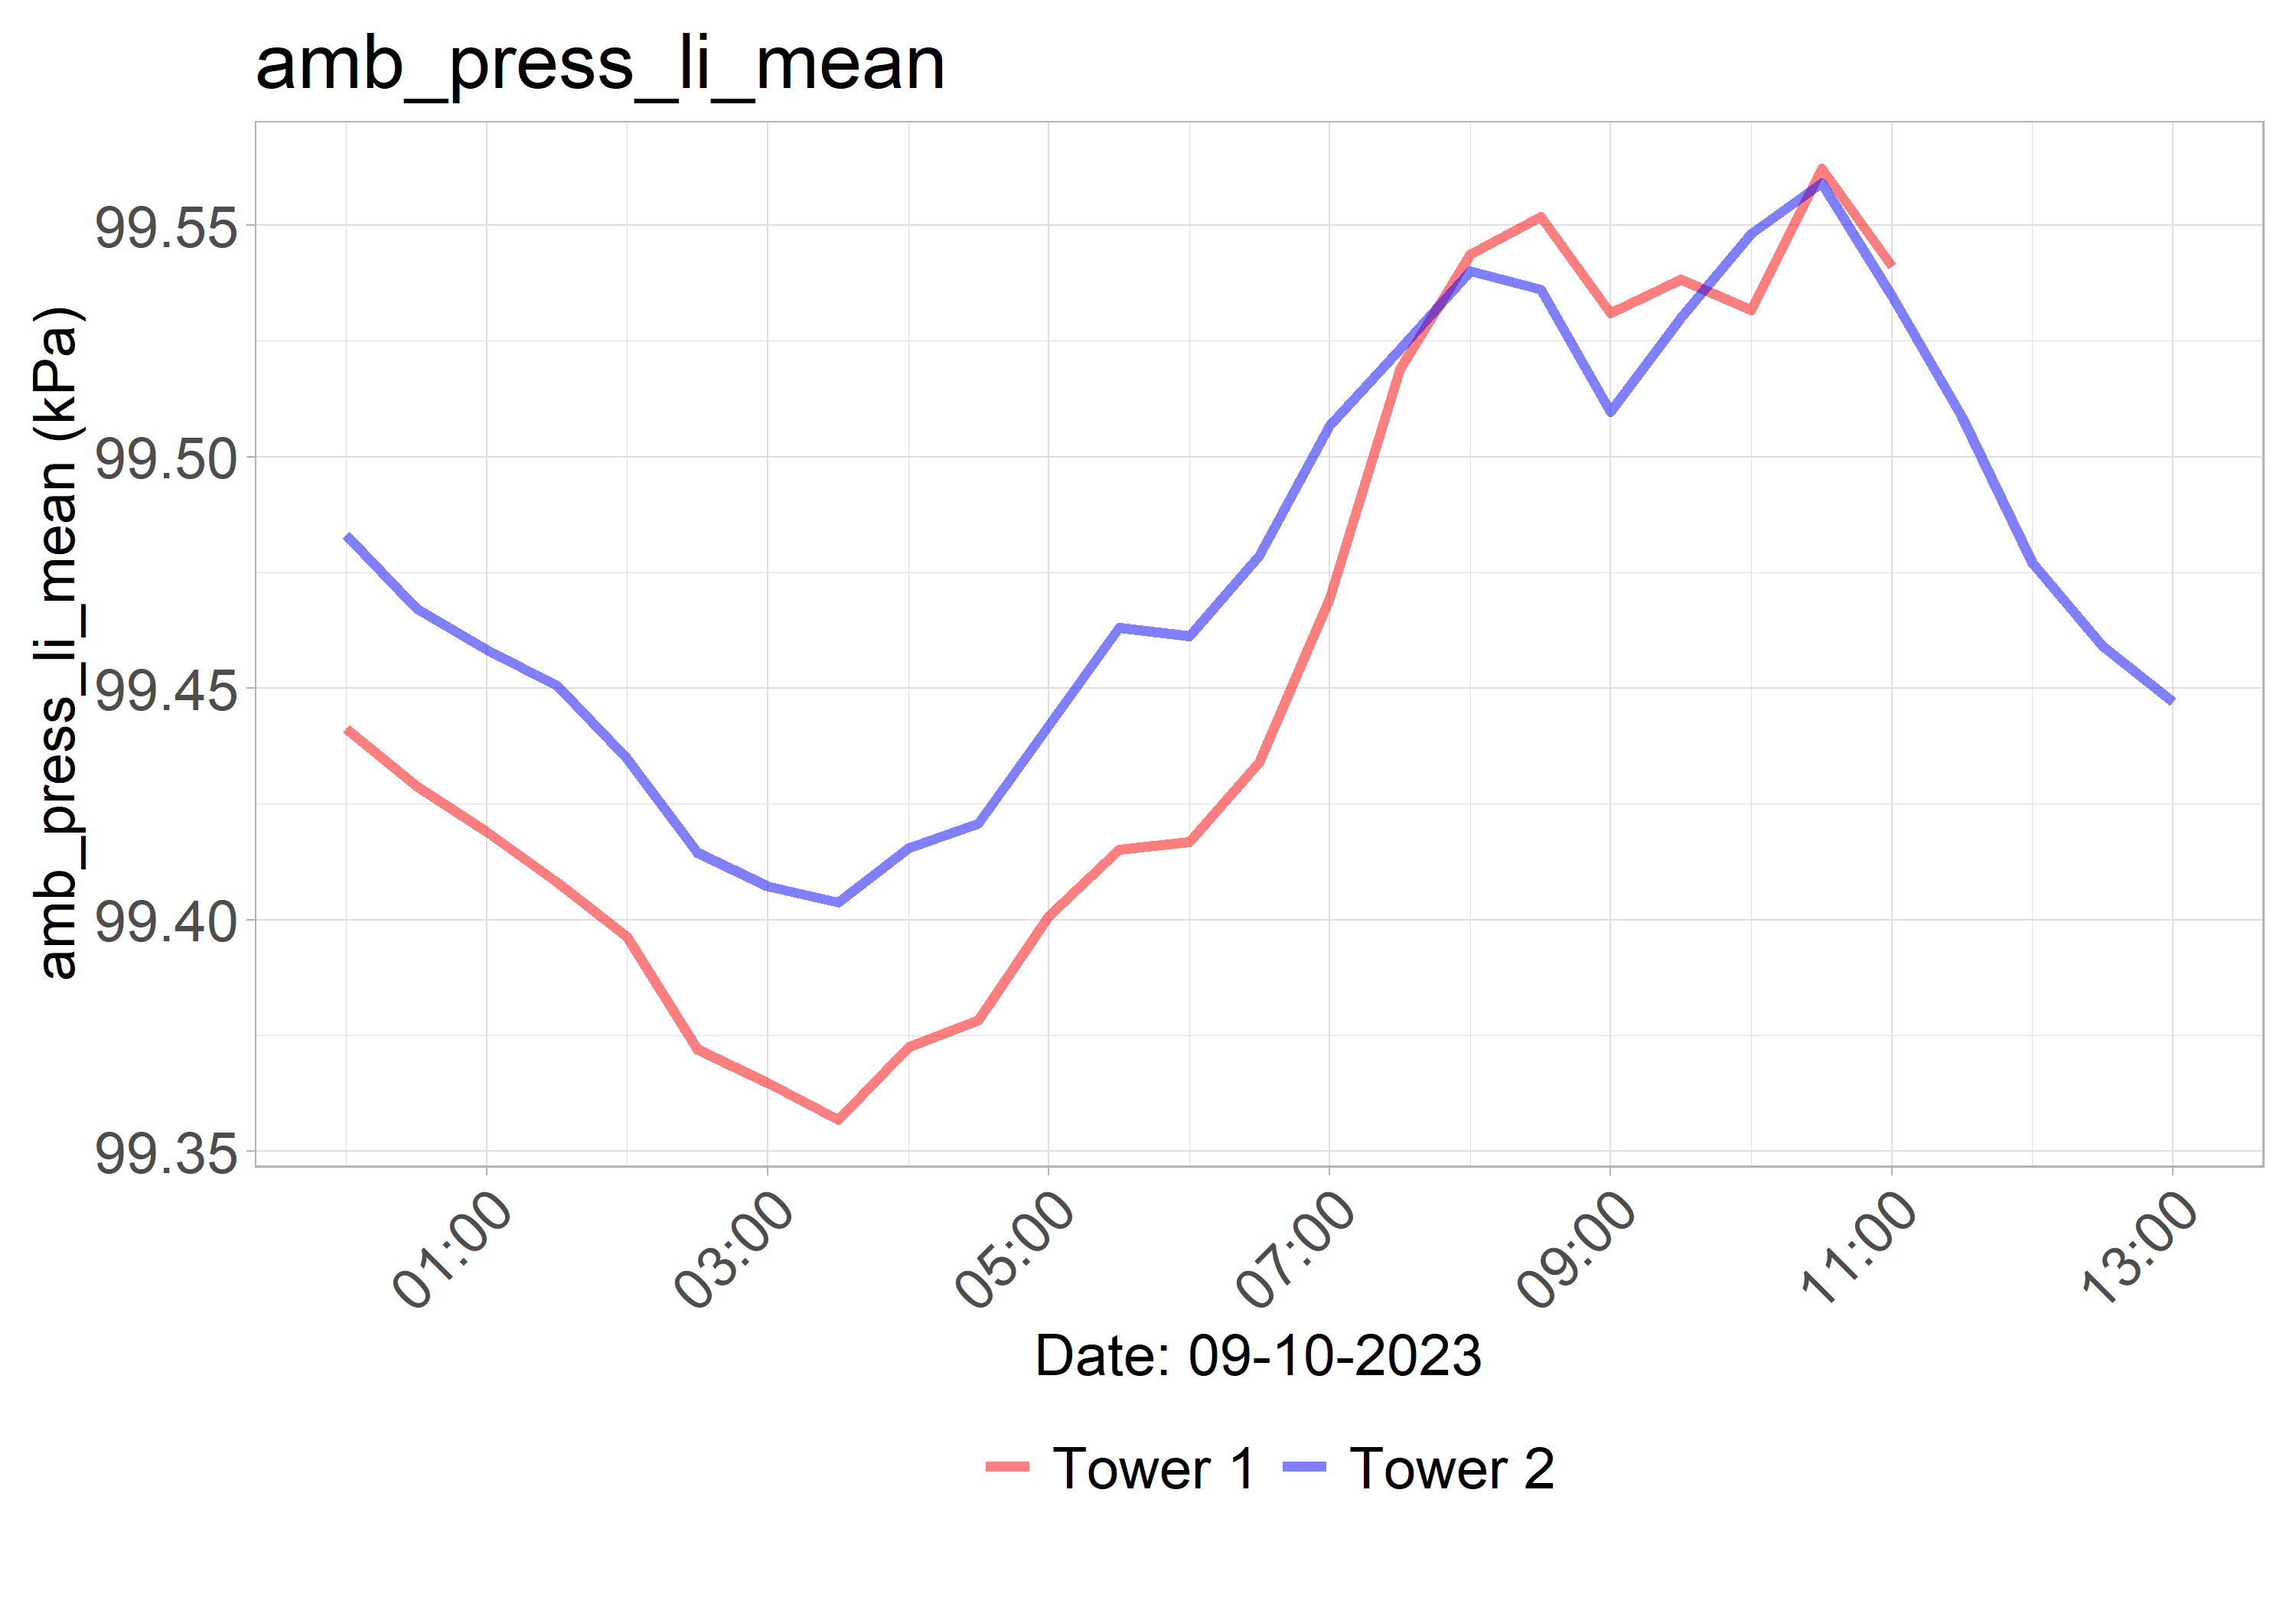 amb_press_li_mean
amb_press_li_mean (kPa)
99.55
99.50
99.45
99.40
99.35
01:00 03:00 05:00 07:00 09:00 11:00 13:00
Date: 09-10-2023
Tower 1 Tower 2